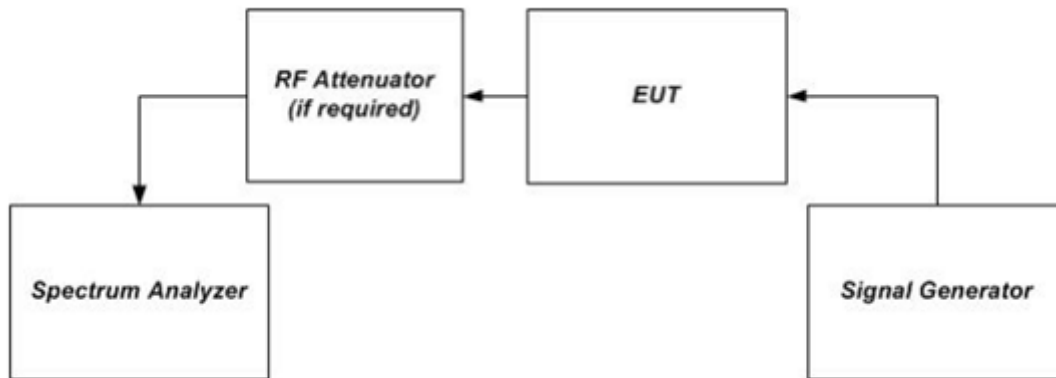 RF Attenuator
(if required)
EUT
Spectrum Analyzer
Signal Generator